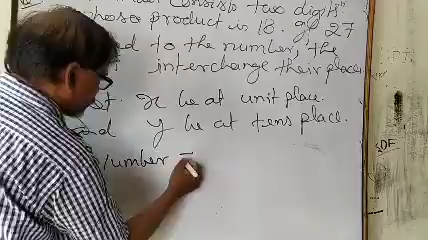 consists two digits"
whose product is 18. If 27
to the number, the
interchange their place
x be at unit place.
y be at tens place.
Number =
DF